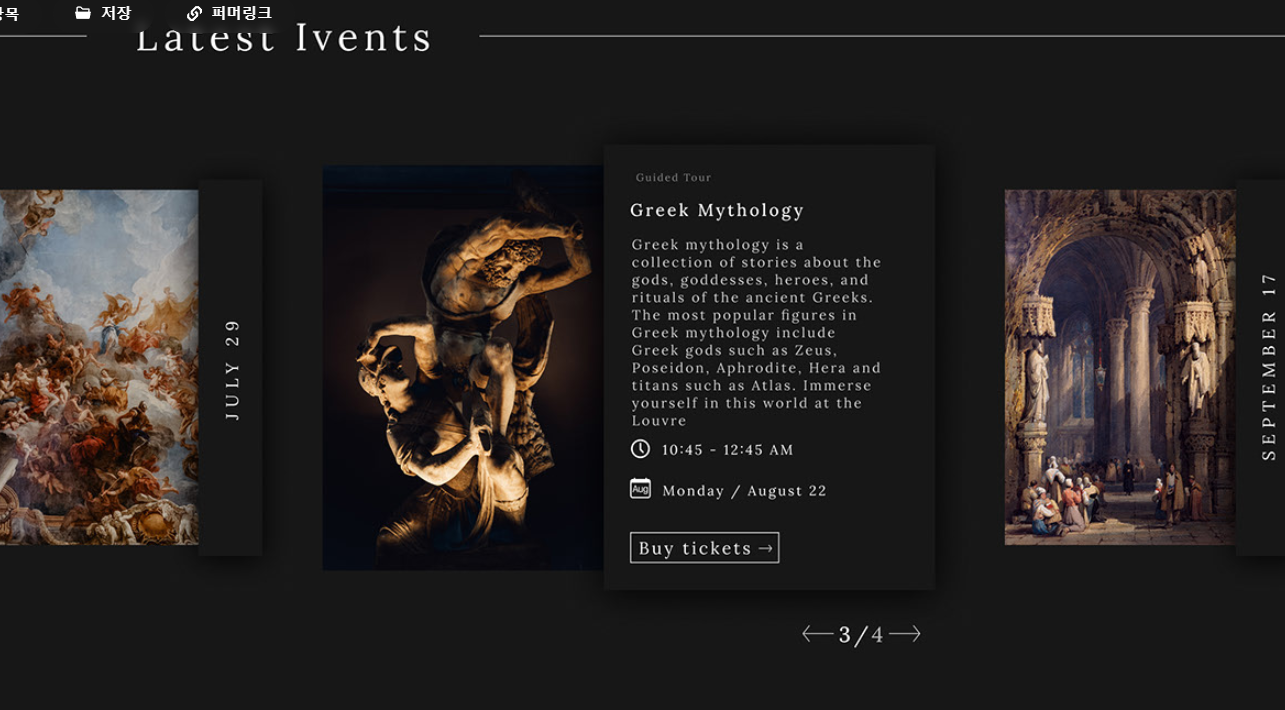 저장
퍼머링크
Latest Ivents
JULY 29
Guided Tour
Greek Mythology
Greek mythology is a
collection of stories about the
gods, goddesses, heroes, and
rituals of the ancient Greeks.
The most popular figures in
Greek mythology include
Greek gods such as Zeus,
Poseidon, Aphrodite, Hera and
titans such as Atlas. Immerse
yourself in this world at the
Louvre
10:45 - 12:45 AM
Aug
Monday / August 22
Buy tickets →
3/4
SEPTEMBER 17